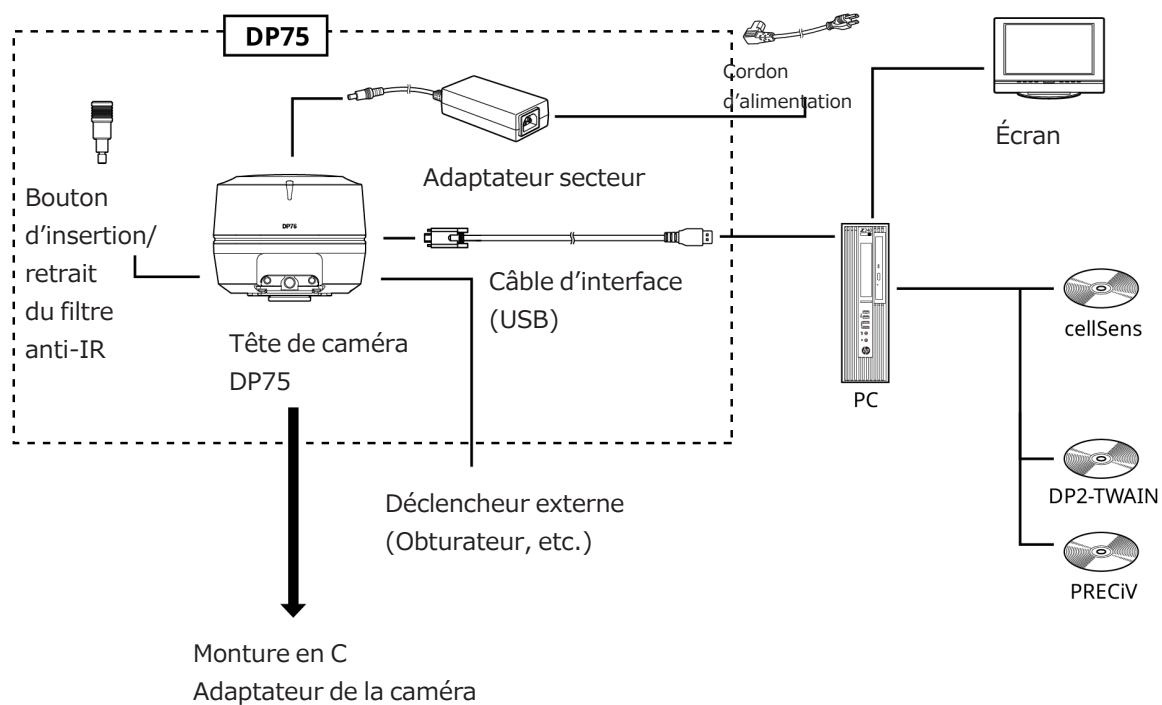 DP75
Cordon
d’alimentation
Écran
Adaptateur secteur
Bouton
d’insertion/
retrait
du filtre
anti-IR
DP75
Câble d’interface
(USB)
Tête de caméra
DP75
PC
cellSens
DP2-TWAIN
PRECiV
Déclencheur externe
(Obturateur, etc.)
Monture en C
Adaptateur de la caméra